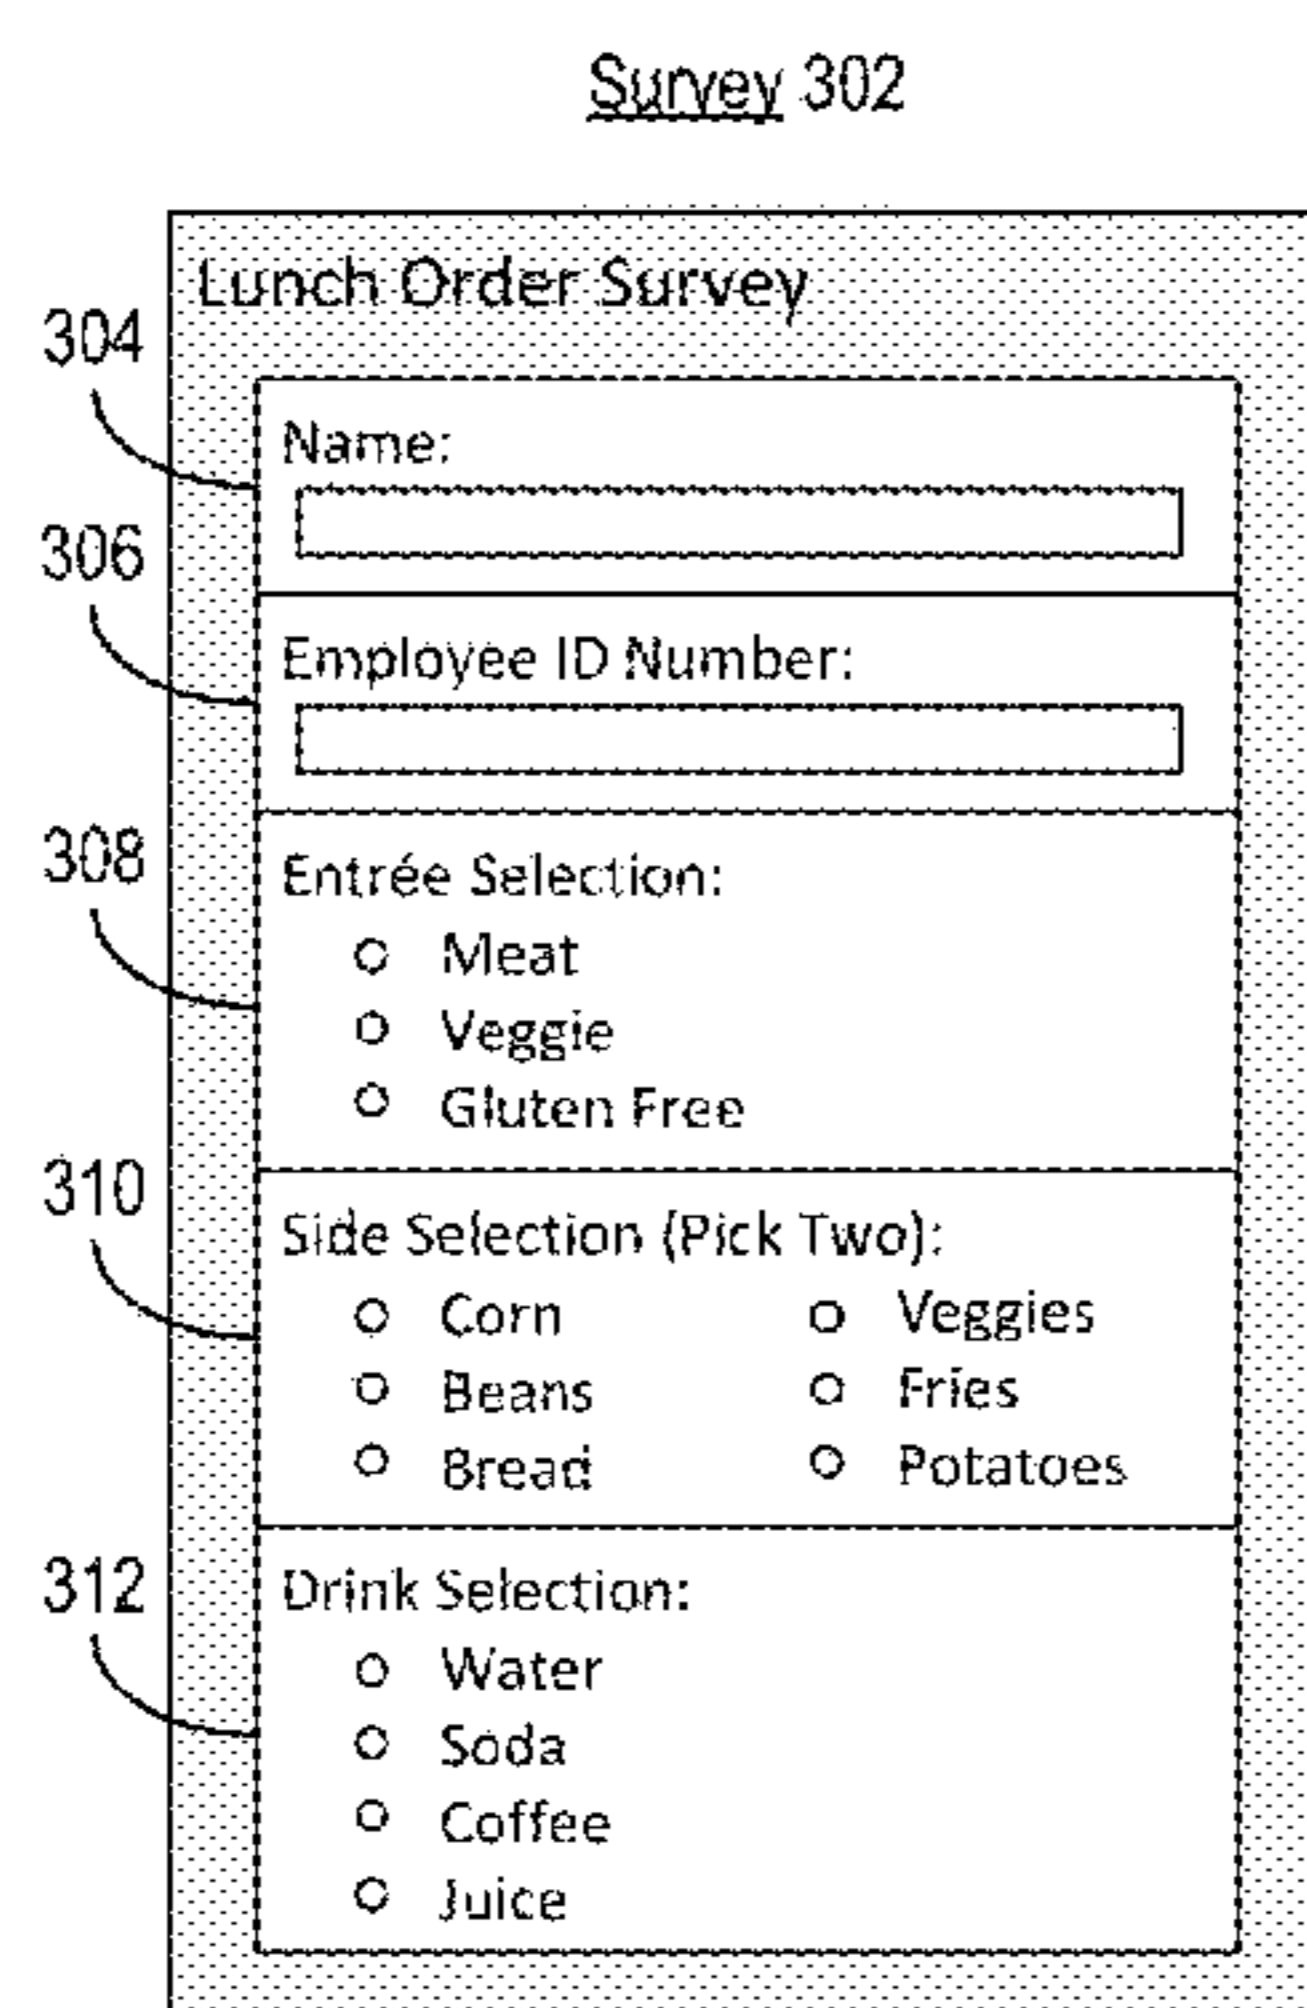 Survey 302
Lunch Order Survey
304
Name:
306
Employee ID Number:
308
Entrée Selection:
Meat
Veggie
Gluten Free
310
Side Selection (Pick Two):
Corn Veggies
Beans Fries
Bread Potatoes
312
Drink Selection:
Water
Soda
Coffee
Juice